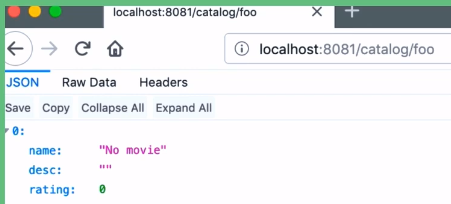 localhost:8081/catalog/foo
localhost:8081/catalog/foo
JSON Raw Data Headers
Save Copy Collapse All Expand All
0:
name: "No movie"
desc: ""
rating: 0